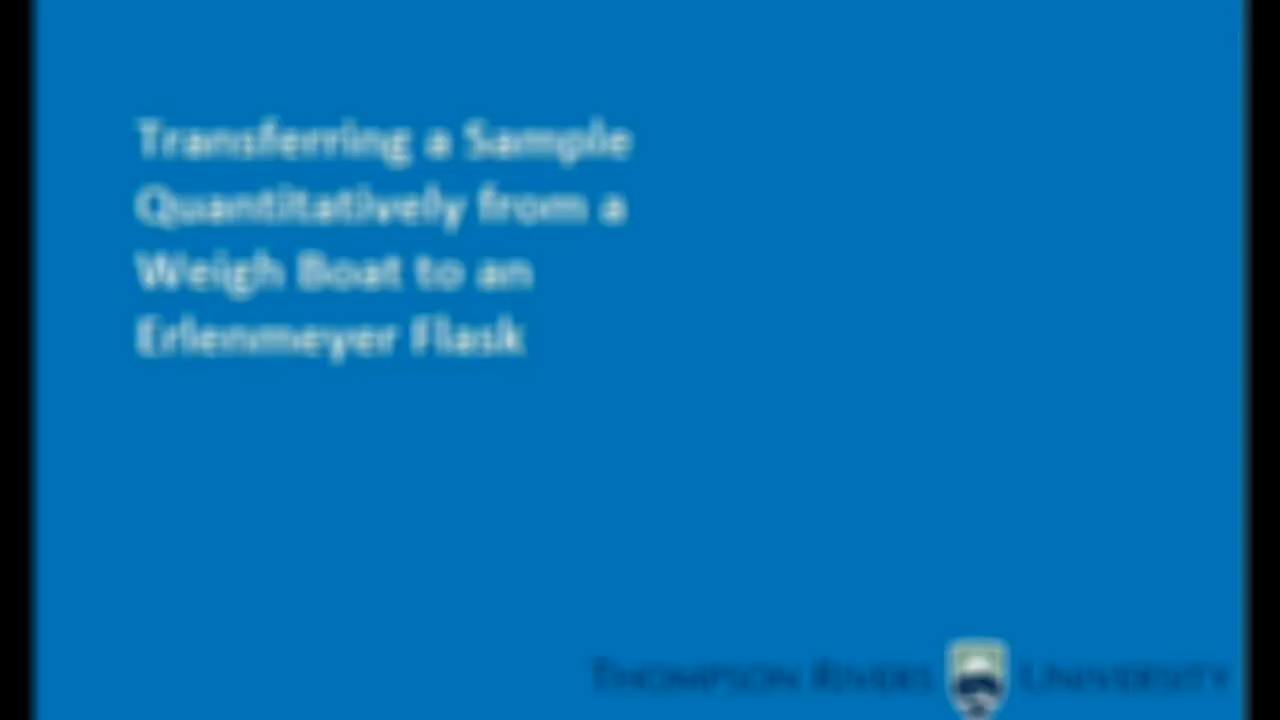 Transferring a Sample
Quantitatively from a
Weigh Boat to an
Erlenmeyer Flask
THOMPSON RIVERS UNIVERSITY